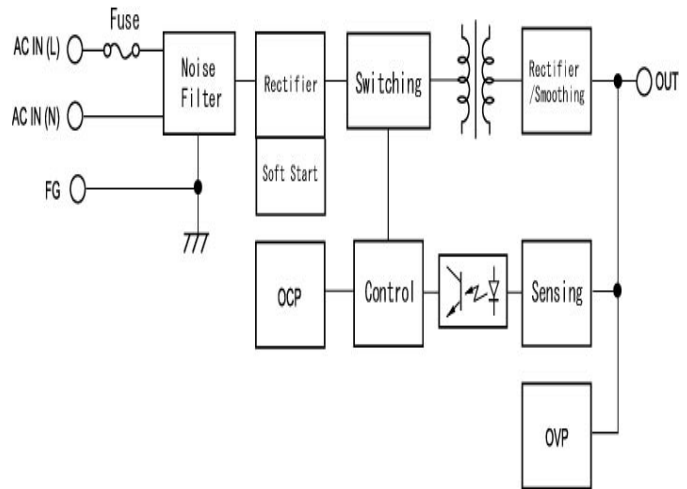 Fuse
AC IN (L)
Noise
Filter
Rectifier
Switching
Rectifier
/Smoothing
OUT
AC IN (N)
Soft Start
FG
OCP
Control
Sensing
OVP